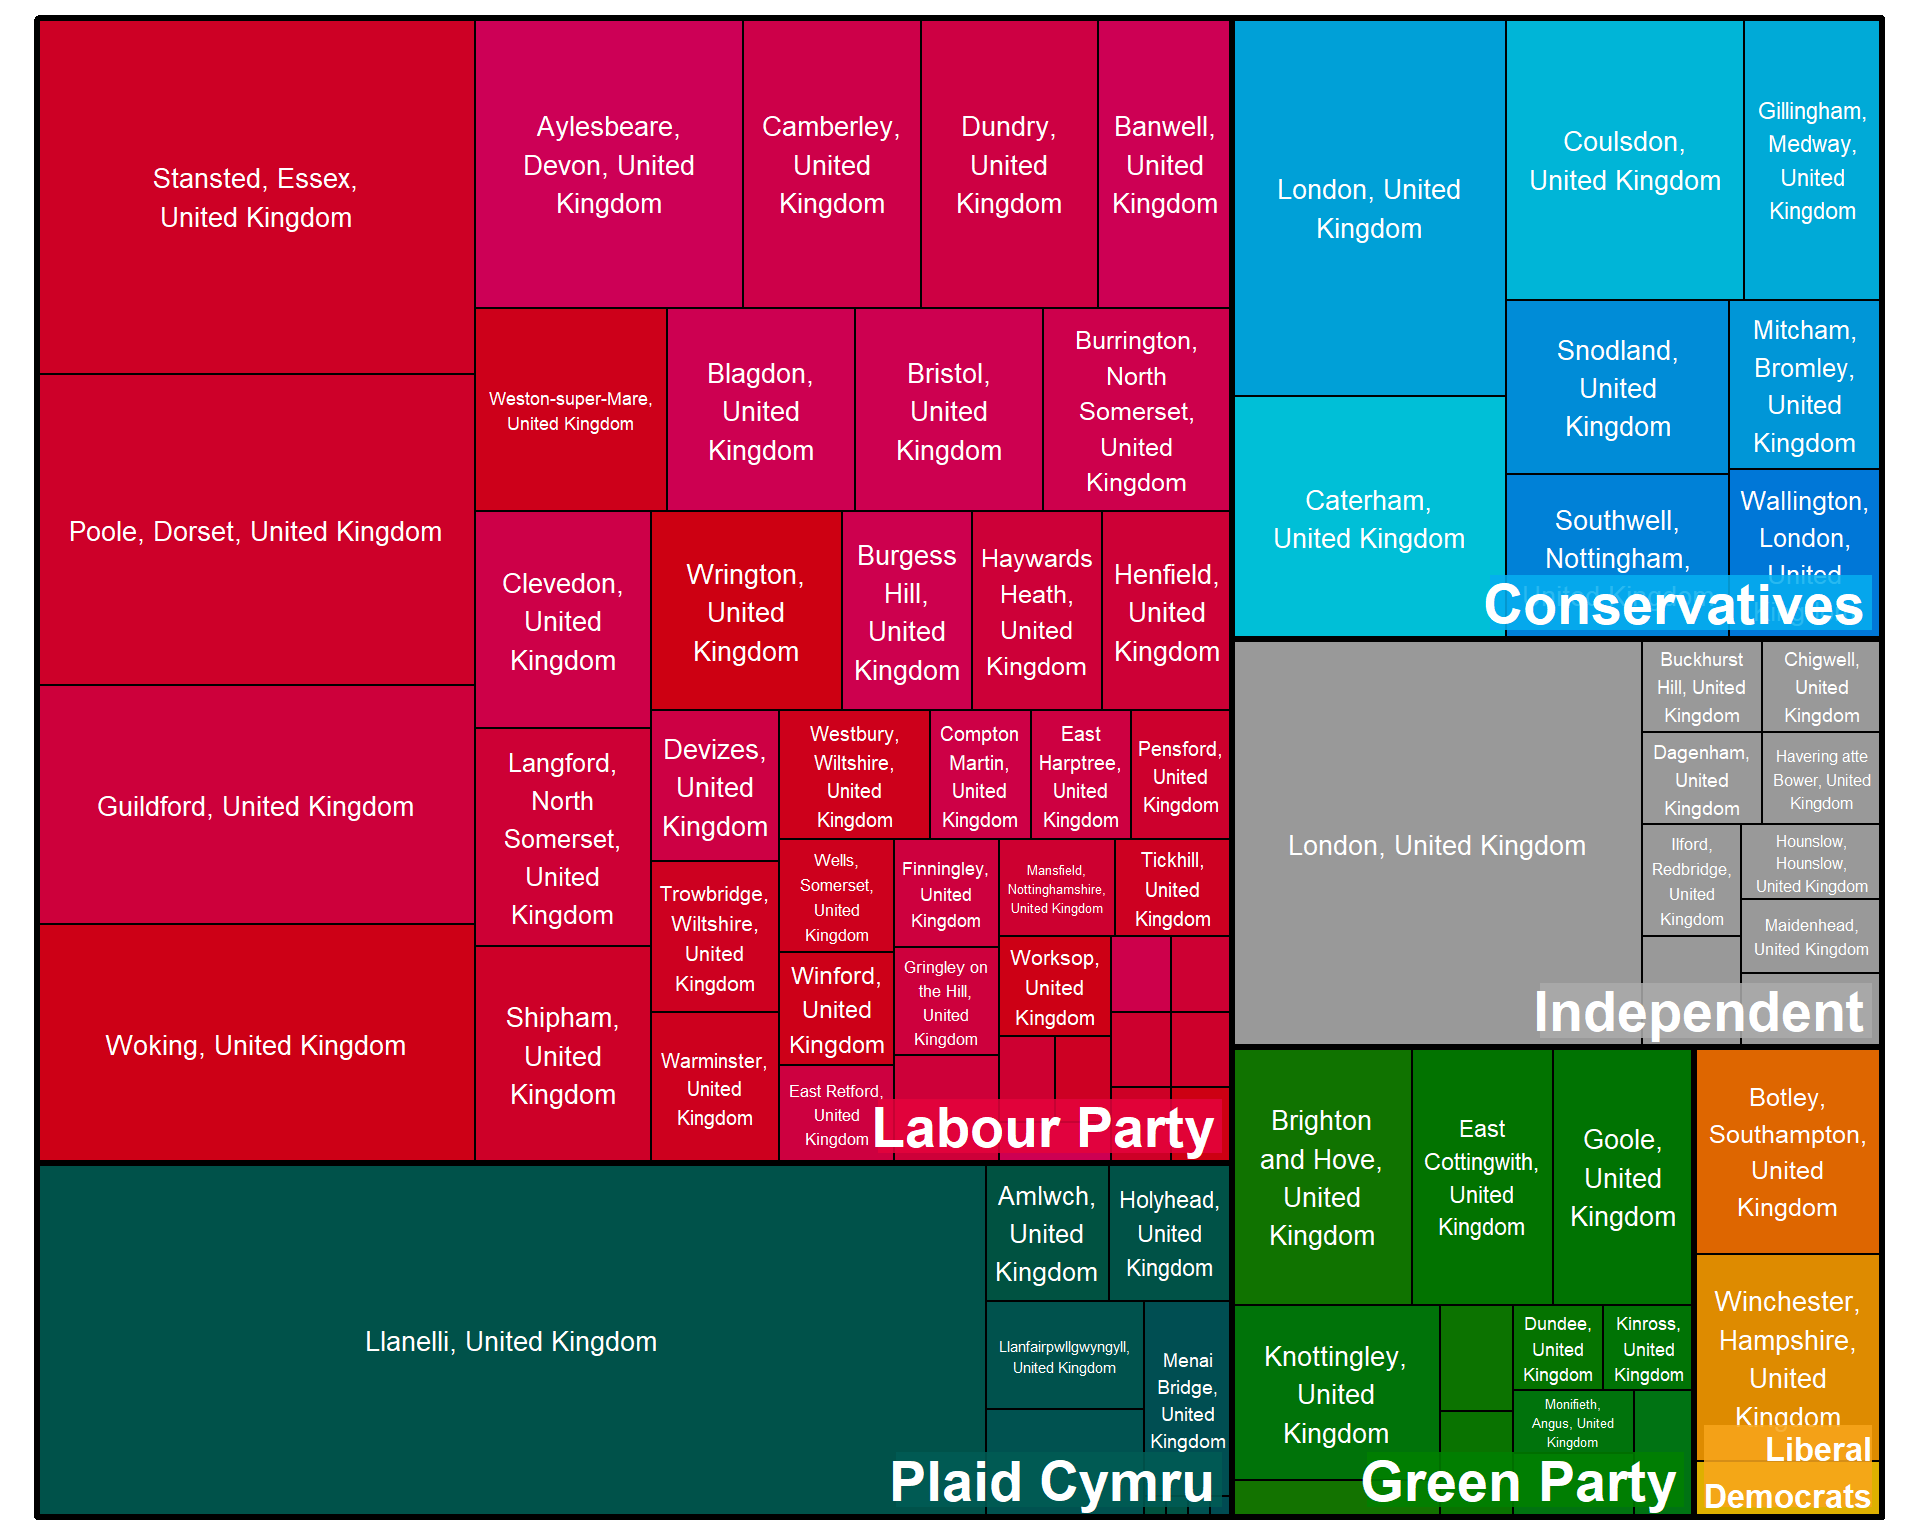 Stansted, Essex,
United Kingdom
Poole, Dorset, United Kingdom
Guildford, United Kingdom
Woking, United Kingdom
Aylesbeare,
Devon, United
Kingdom
Camberley,
United
Kingdom
Dundry,
United
Kingdom
Banwell,
United
Kingdom
Weston-super-Mare,
United Kingdom
Blagdon,
United
Kingdom
Bristol,
United
Kingdom
Burrington,
North
Somerset,
United
Kingdom
Clevedon,
United
Kingdom
Langford,
North
Somerset,
United
Kingdom
Shipham,
United
Kingdom
Wrington,
United
Kingdom
Burgess
Hill,
United
Kingdom
Haywards
Heath,
United
Kingdom
Henfield,
United
Kingdom
Devizes,
United
Kingdom
Trowbridge,
Wiltshire,
United
Kingdom
Warminster,
United
Kingdom
Westbury,
Wiltshire,
United
Kingdom
Compton
Martin,
United
Kingdom
East
Harptree,
United
Kingdom
Pensford,
United
Kingdom
Wells,
Somerset,
United
Kingdom
Winford,
United
Kingdom
East Retford,
United
Kingdom
Finningley,
United
Kingdom
Gringley on
the Hill,
United
Kingdom
Mansfield,
Nottinghamshire,
United Kingdom
Tickhill,
United
Kingdom
Worksop,
United
Kingdom
Labour Party
Llanelli, United Kingdom
Amlwch,
United
Kingdom
Holyhead,
United
Kingdom
Llanfairpwllgwyngyll,
United Kingdom
Menai
Bridge,
United
Kingdom
Plaid Cymru
London, United
Kingdom
Caterham,
United Kingdom
Coulsdon,
United Kingdom
Gillingham,
Medway,
United
Kingdom
Snodland,
United
Kingdom
Mitcham,
Bromley,
United
Kingdom
Southwell,
Nottingham,
United Kingdom
Wallington,
London,
United
Kingdom
Conservatives
London, United Kingdom
Buckhurst
Hill, United
Kingdom
Chigwell,
United
Kingdom
Dagenham,
United
Kingdom
Havering atte
Bower, United
Kingdom
Ilford,
Redbridge,
United
Kingdom
Hounslow,
Hounslow,
United Kingdom
Maidenhead,
United Kingdom
Independent
Brighton
and Hove,
United
Kingdom
East
Cottingwith,
United
Kingdom
Goole,
United
Kingdom
Knottingley,
United
Kingdom
Dundee,
United
Kingdom
Kinross,
United
Kingdom
Monifieth,
Angus, United
Kingdom
Green Party
Botley,
Southampton,
United
Kingdom
Winchester,
Hampshire,
United
Kingdom
Liberal
Democrats